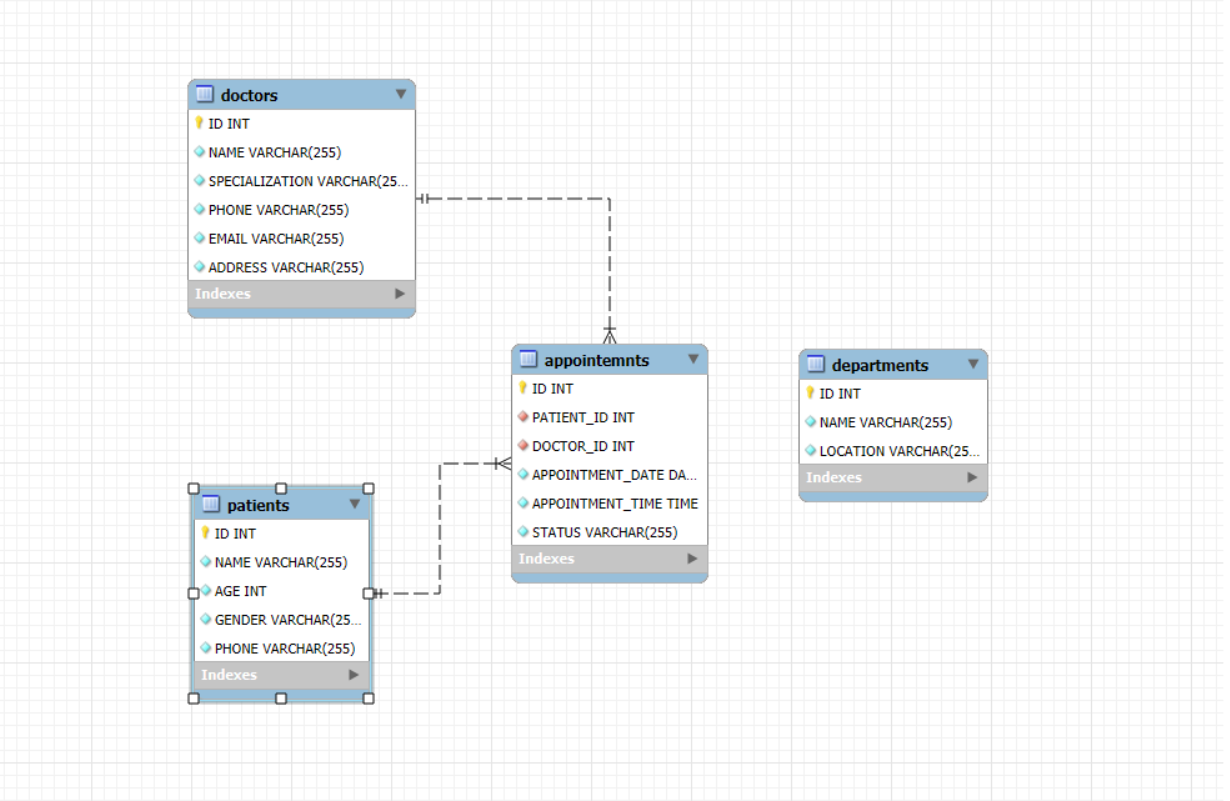 doctors
ID INT
NAME VARCHAR(255)
SPECIALIZATION VARCHAR(25...
PHONE VARCHAR(255)
EMAIL VARCHAR(255)
ADDRESS VARCHAR(255)
Indexes
appointemnts
ID INT
PATIENT_ID INT
DOCTOR_ID INT
APPOINTMENT_DATE DA...
APPOINTMENT_TIME TIME
STATUS VARCHAR(255)
Indexes
departments
ID INT
NAME VARCHAR(255)
LOCATION VARCHAR(25...
Indexes
patients
ID INT
NAME VARCHAR(255)
AGE INT
GENDER VARCHAR(25...
PHONE VARCHAR(255)
Indexes